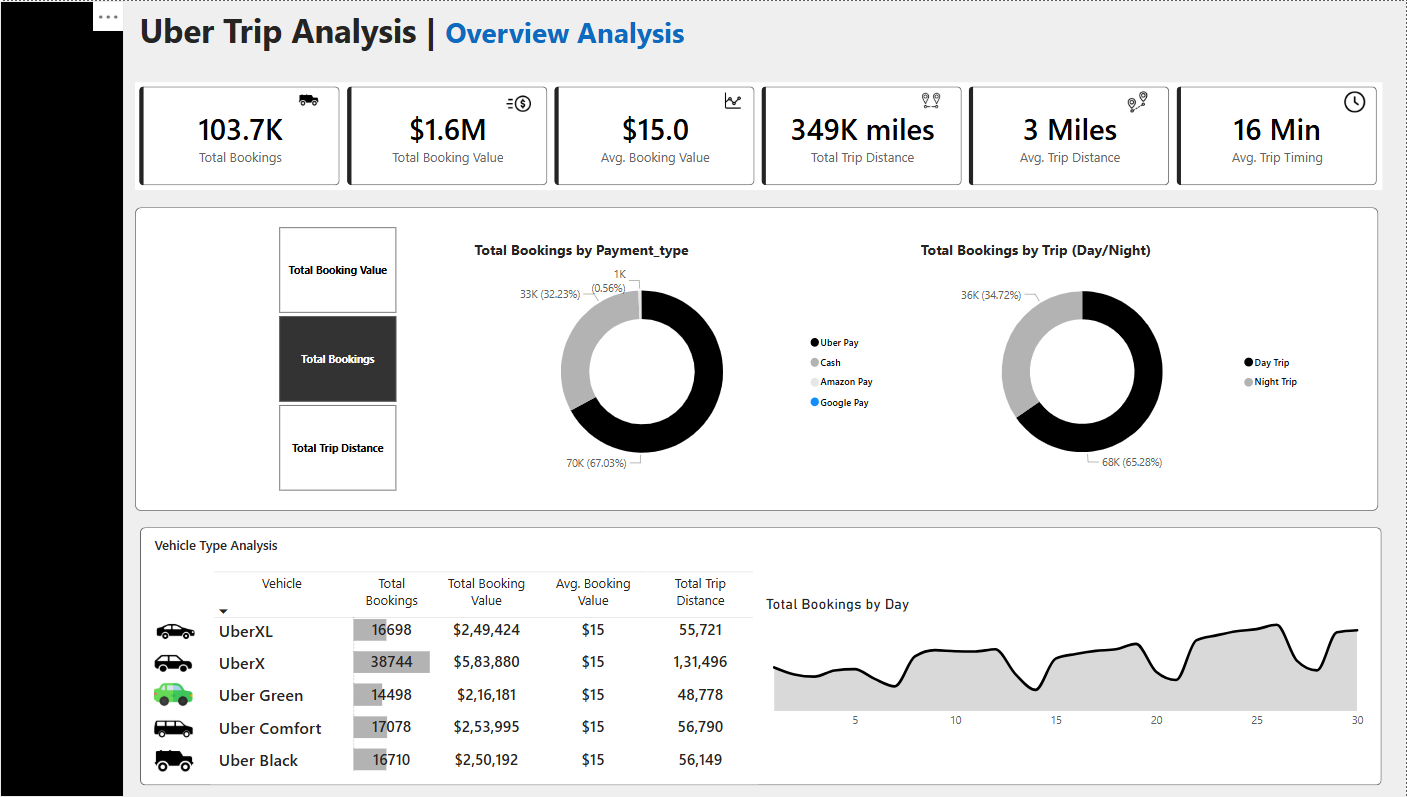 Uber Trip Analysis | Overview Analysis
103.7K
Total Bookings
$1.6M
Total Booking Value
$15.0
Avg. Booking Value
349K miles
Total Trip Distance
3 Miles
Avg. Trip Distance
16 Min
Avg. Trip Timing
Total Booking Value
Total Bookings
Total Trip Distance
Total Bookings by Payment_type
1K
(0.56%)
33K (32.23%)
70K (67.03%)
Uber Pay
Cash
Amazon Pay
Google Pay
Total Bookings by Trip (Day/Night)
36K (34.72%)
68K (65.28%)
Day Trip
Night Trip
Vehicle Type Analysis
Vehicle Total Bookings Total Booking Value Avg. Booking Value Total Trip Distance
UberXL 16698 $2,49,424 $15 55,721
UberX 38744 $5,83,880 $15 1,31,496
Uber Green 14498 $2,16,181 $15 48,778
Uber Comfort 17078 $2,53,995 $15 56,790
Uber Black 16710 $2,50,192 $15 56,149
Total Bookings by Day
5 10 15 20 25 30